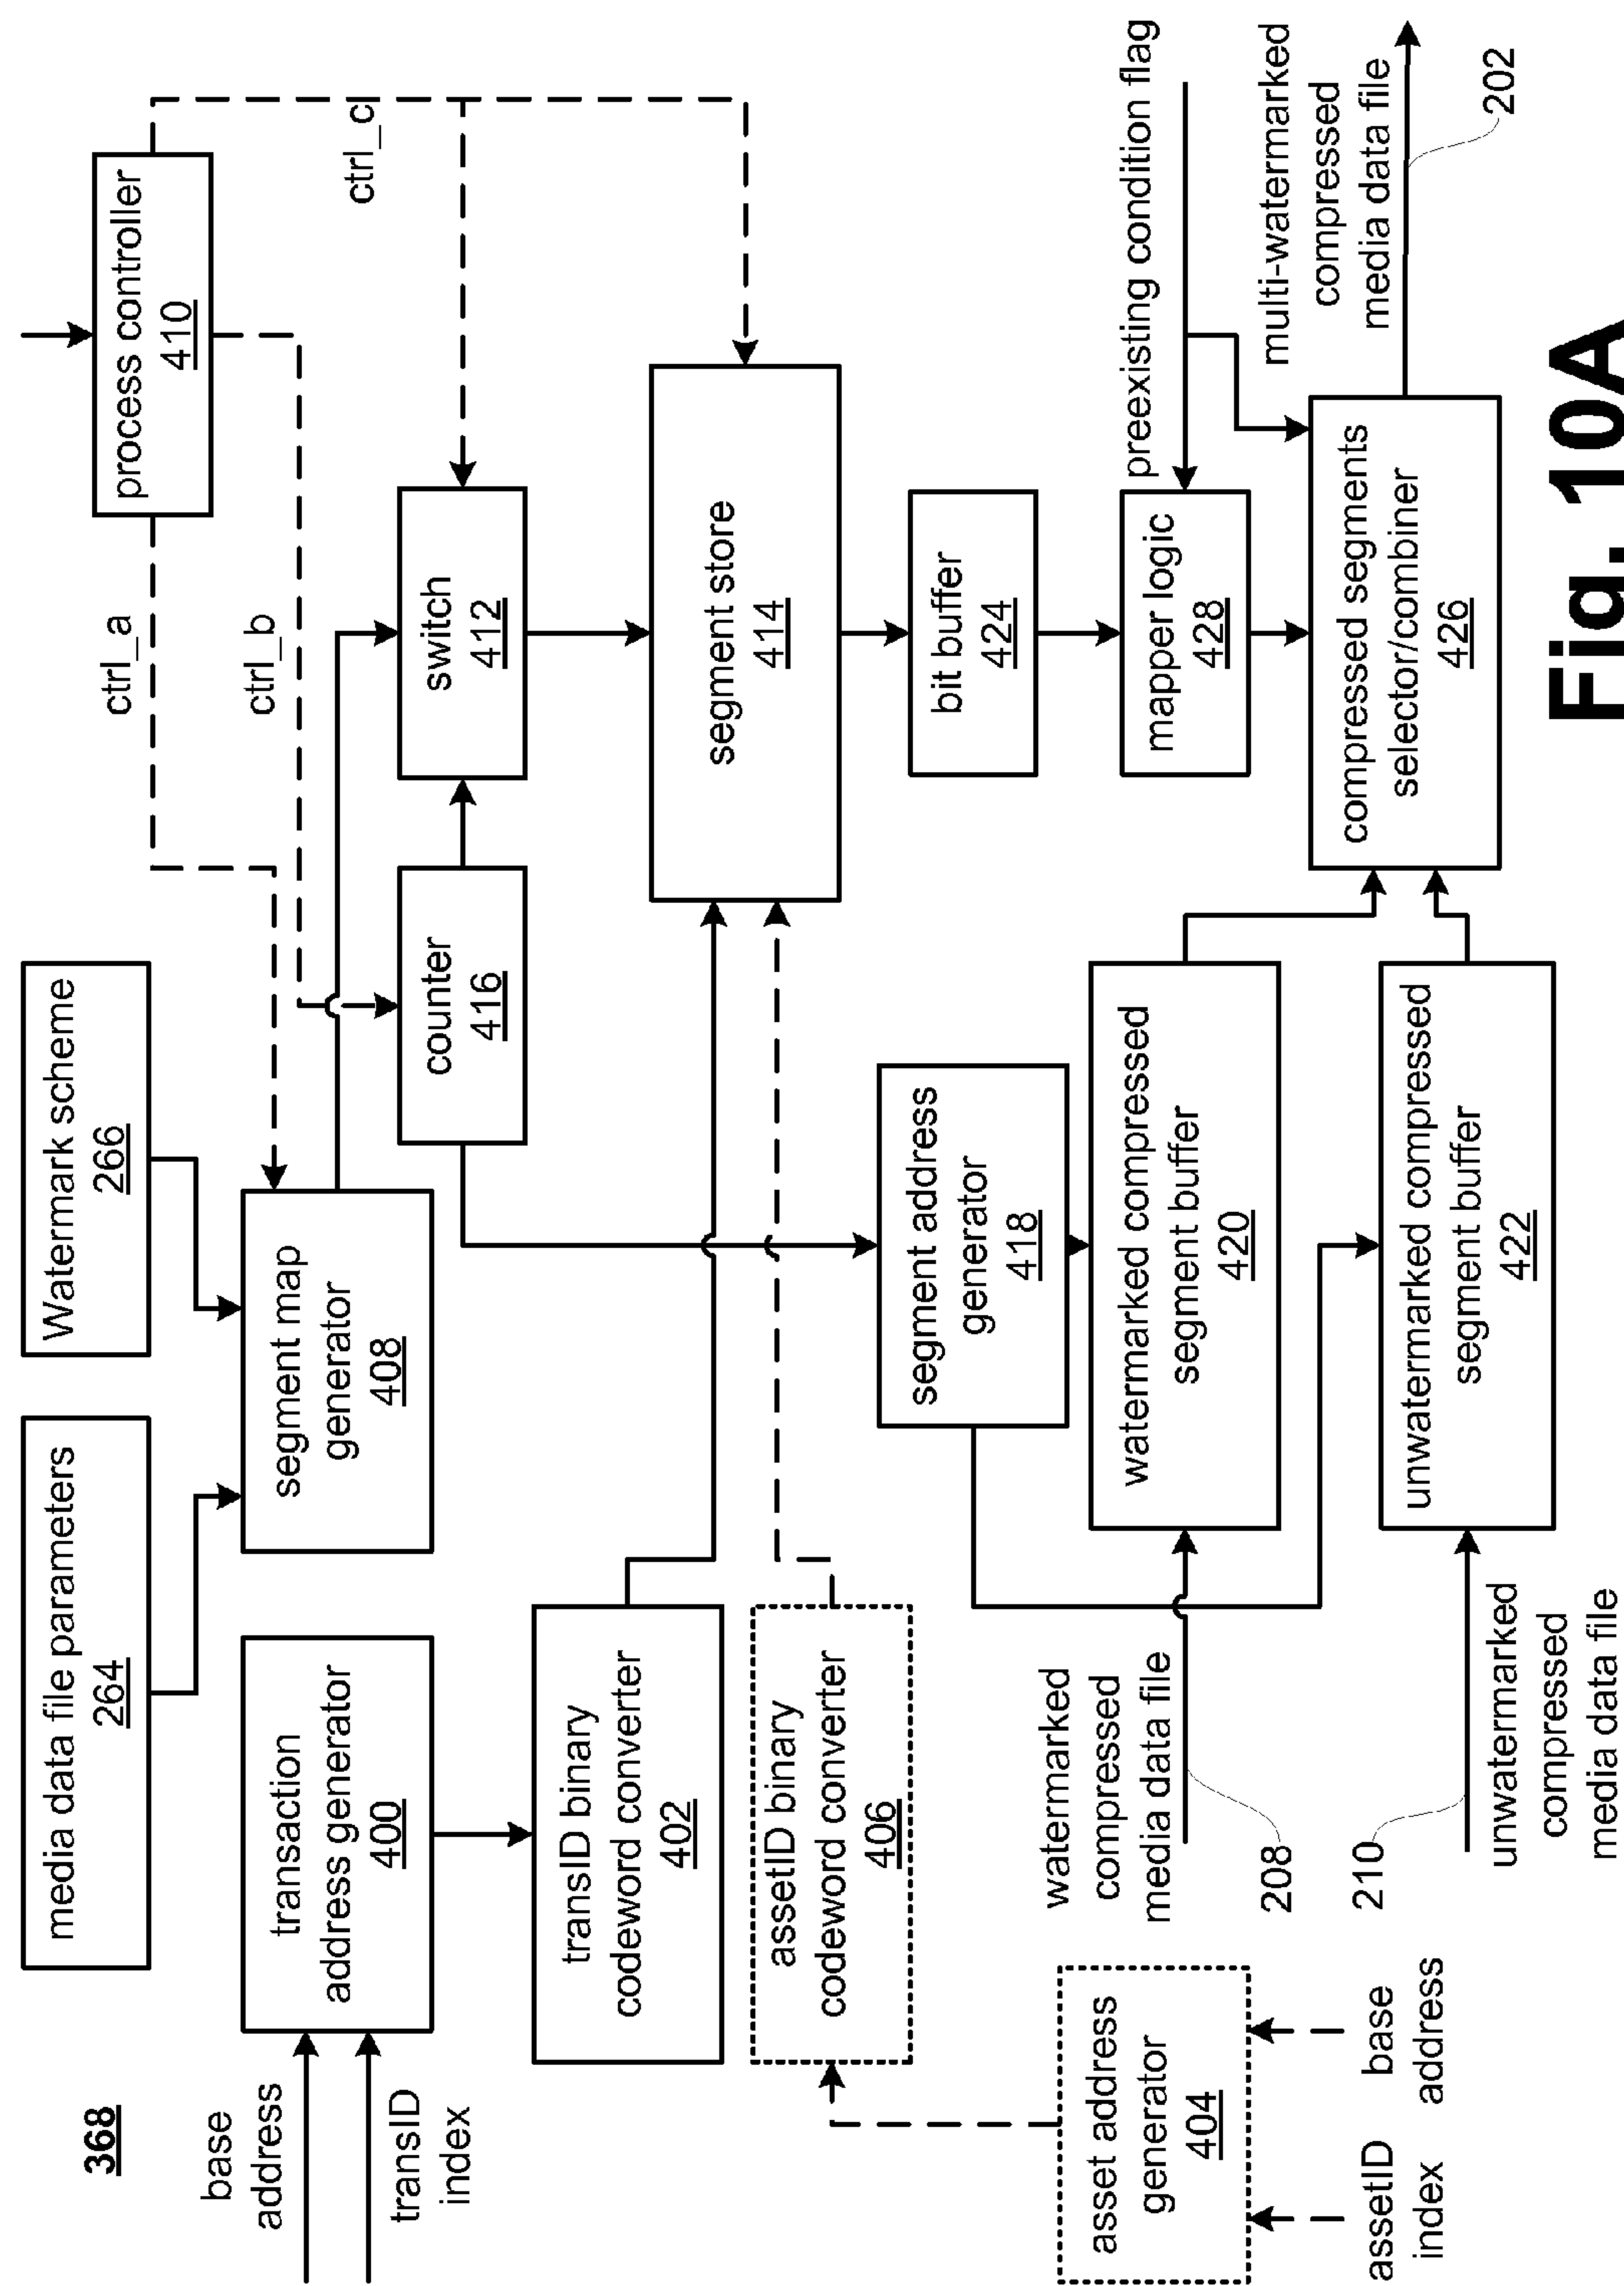 368
base
address
transID
index
media data file parameters
264
Watermark scheme
266
process controller
410
ctrl_a
ctrl_b
ctrl_c
transaction
address generator
400
segment map
generator
408
counter
416
switch
412
transID binary
codeword converter
402
segment store
414
assetID binary
codeword converter
406
segment address
generator
418
bit buffer
424
asset address
generator
404
assetID
index
base
address
watermarked
compressed
media data file
208
watermarked compressed
segment buffer
420
mapper logic
428
preexisting condition flag
210
unwatermarked
compressed
media data file
unwatermarked compressed
segment buffer
422
compressed segments
selector/combiner
426
multi-watermarked
compressed
media data file
202
Fig. 10A